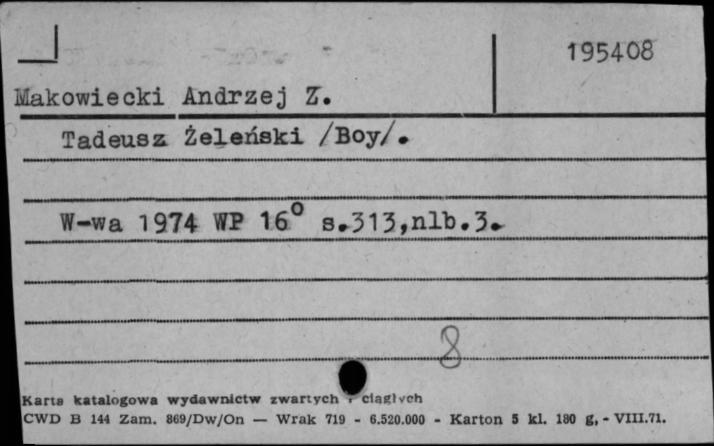 195408
Makowiecki Andrzej Z.
Tadeusz Żeleński /Boy/.
W-wa 1974 WP 16° s.313,nlb.3.
8
Karta katalogowa wydawnictw zwartych i ciągłych
CWD B 144 Zam. 869/Dw/On — Wrak 719 - 6.520.000 - Karton 5 kl. 180 g, - VIII.71.